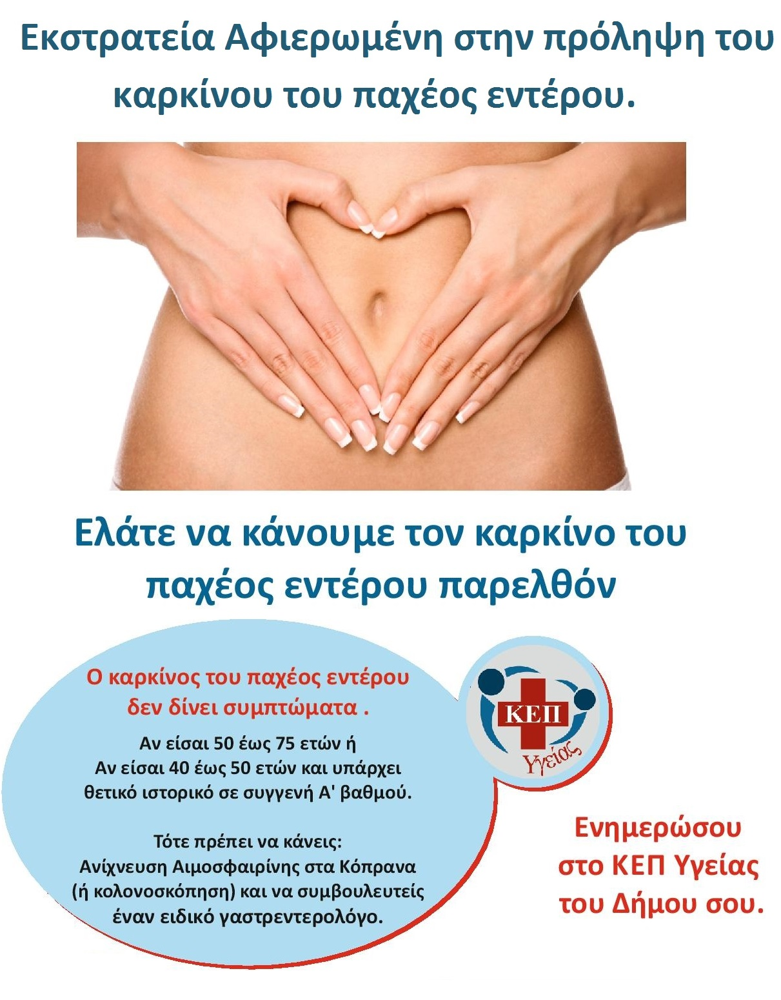 Εκστρατεία Αφιερωμένη στην πρόληψη του
καρκίνου του παχέος εντέρου.
Ελάτε να κάνουμε τον καρκίνο του
παχέος εντέρου παρελθόν
Ο καρκίνος του παχέος εντέρου
δεν δίνει συμπτώματα .
Αν είσαι 50 έως 75 ετών ή
Αν είσαι 40 έως 50 ετών και υπάρχει
θετικό ιστορικό σε συγγενή Α' βαθμού.
Τότε πρέπει να κάνεις:
Ανίχνευση Αιμοσφαιρίνης στα Κόπρανα
(ή κολονοσκόπηση) και να συμβουλευτείς
έναν ειδικό γαστρεντερολόγο.
ΚΕΠ
Υγείας
Ενημερώσου
στο ΚΕΠ Υγείας
του Δήμου σου.